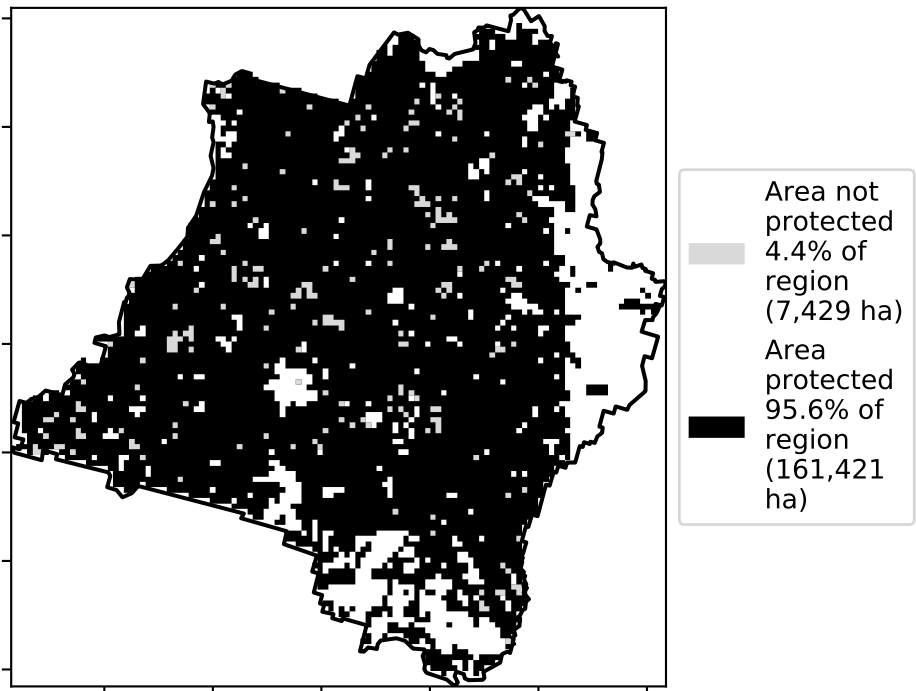 Area not
protected
4.4% of
region
(7,429 ha)
Area
protected
95.6% of
region
(161,421
ha)